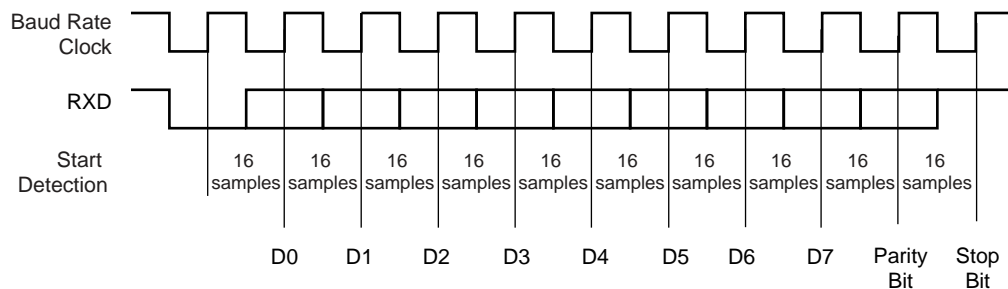 Baud Rate
Clock
RXD
Start
Detection
16 16 16 16 16 16 16 16 16 16
samples samples samples samples samples samples samples samples samples samples
D0 D1 D2 D3 D4 D5 D6 D7 Parity Stop
Bit Bit